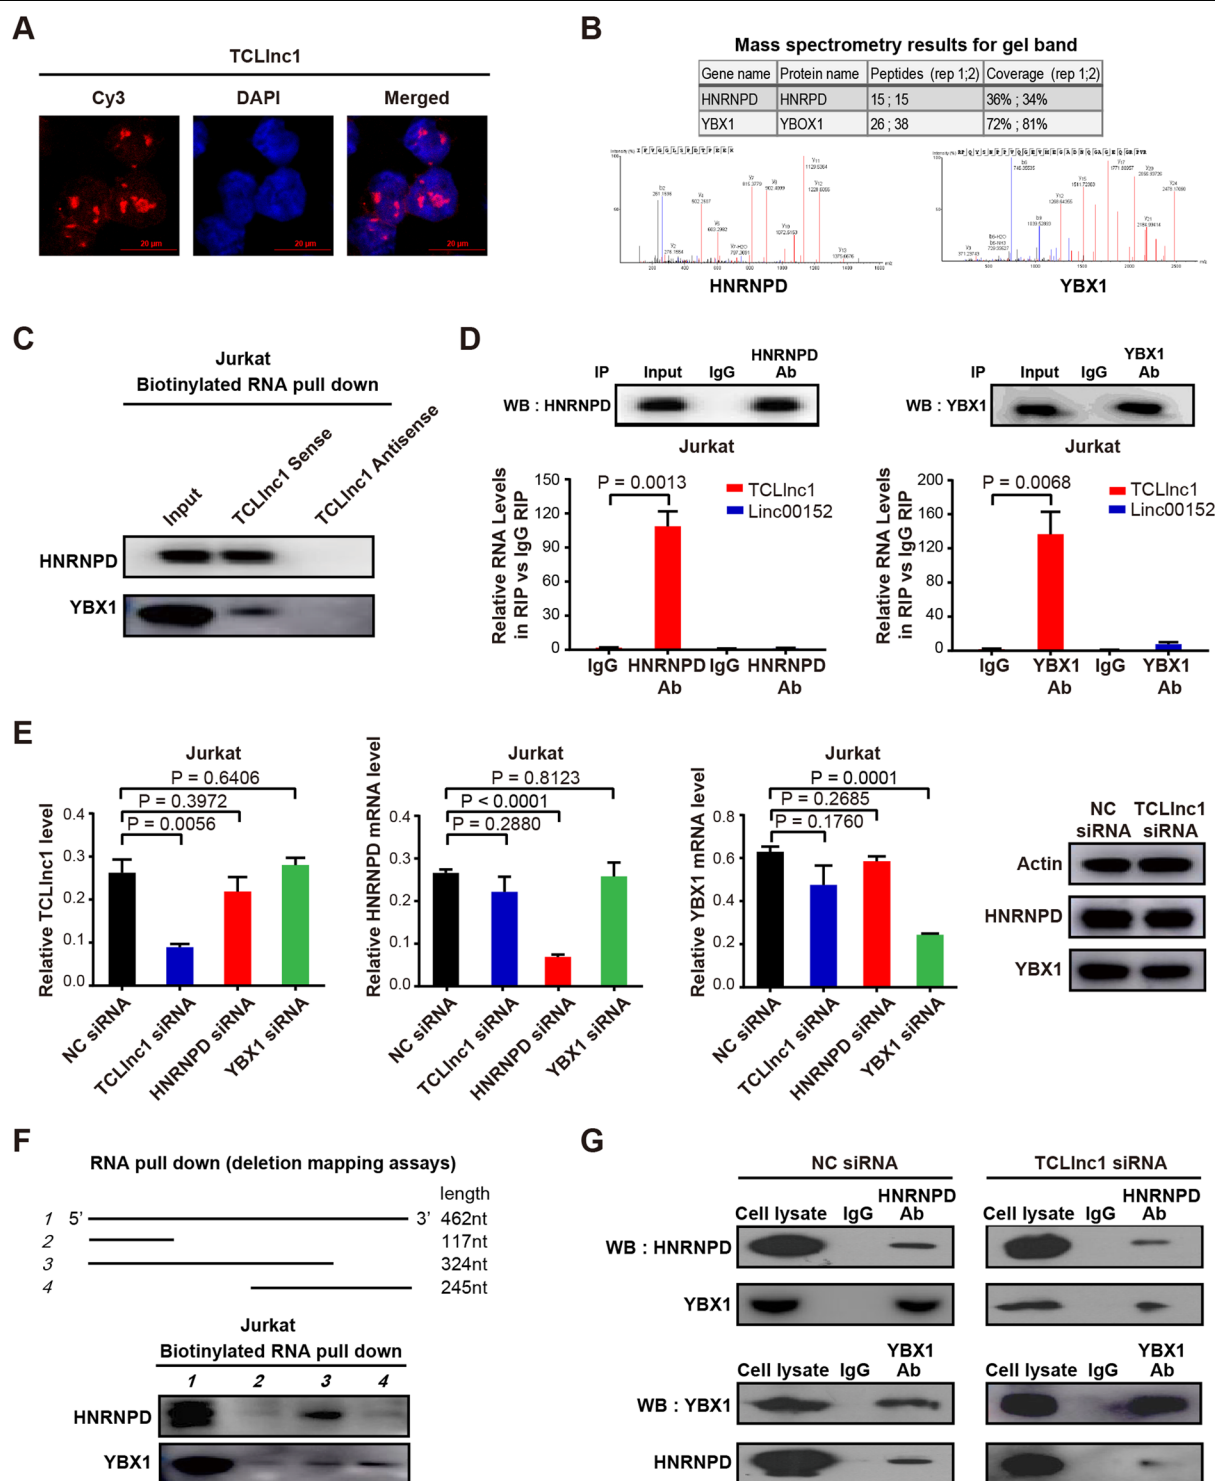 A
TCLlnc1
Cy3 DAPI Merged
20 μm 20 μm 20 μm
B
Mass spectrometry results for gel band
Gene name Protein name Peptides (rep 1;2) Coverage (rep 1;2)
HNRNPD HNRPD 15 ; 15 36% ; 34%
YBX1 YBOX1 26 ; 38 72% ; 81%
HNRNPD YBX1
C
Jurkat
Biotinylated RNA pull down
Input TCLlnc1 Sense TCLlnc1 Antisense
HNRNPD
YBX1
D
IP Input IgG HNRNPD Ab
WB : HNRNPD
Jurkat
Relative RNA Levels in RIP vs IgG RIP
150
120
90
60
30
0
P = 0.0013
TCLlnc1
Linc00152
IgG HNRNPD Ab IgG HNRNPD Ab
IP Input IgG YBX1 Ab
WB : YBX1
Jurkat
Relative RNA Levels in RIP vs IgG RIP
200
160
120
80
40
0
P = 0.0068
TCLlnc1
Linc00152
IgG YBX1 Ab IgG YBX1 Ab
E
Jurkat
P = 0.6406
P = 0.3972
P = 0.0056
Relative TCLlnc1 level
0.4
0.3
0.2
0.1
0.0
NC siRNA TCLlnc1 siRNA HNRNPD siRNA YBX1 siRNA
Jurkat
P = 0.8123
P < 0.0001
P = 0.2880
Relative HNRNPD mRNA level
0.4
0.3
0.2
0.1
0.0
NC siRNA TCLlnc1 siRNA HNRNPD siRNA YBX1 siRNA
Jurkat
P = 0.0001
P = 0.2685
P = 0.1760
Relative YBX1 mRNA level
0.8
0.6
0.4
0.2
0.0
NC siRNA TCLlnc1 siRNA HNRNPD siRNA YBX1 siRNA
NC siRNA TCLlnc1 siRNA
Actin
HNRNPD
YBX1
F
RNA pull down (deletion mapping assays)
length
1 5’ 3’ 462nt
2 117nt
3 324nt
4 245nt
Jurkat
Biotinylated RNA pull down
1 2 3 4
HNRNPD
YBX1
G
NC siRNA TCLlnc1 siRNA
Cell lysate IgG HNRNPD Ab Cell lysate IgG HNRNPD Ab
WB : HNRNPD
YBX1
Cell lysate IgG YBX1 Ab Cell lysate IgG YBX1 Ab
WB : YBX1
HNRNPD